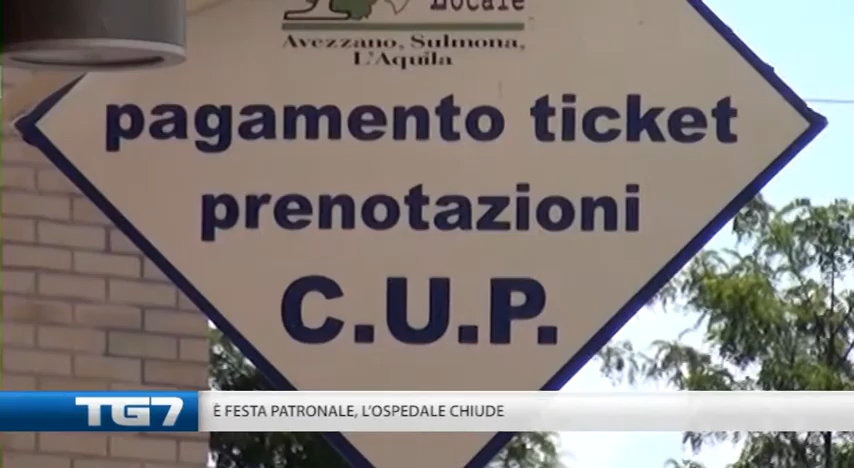 Locale
Avezzano, Sulmona,
L'Aquila
pagamento ticket
prenotazioni
C.U.P.
TG7
È FESTA PATRONALE, L'OSPEDALE CHIUDE